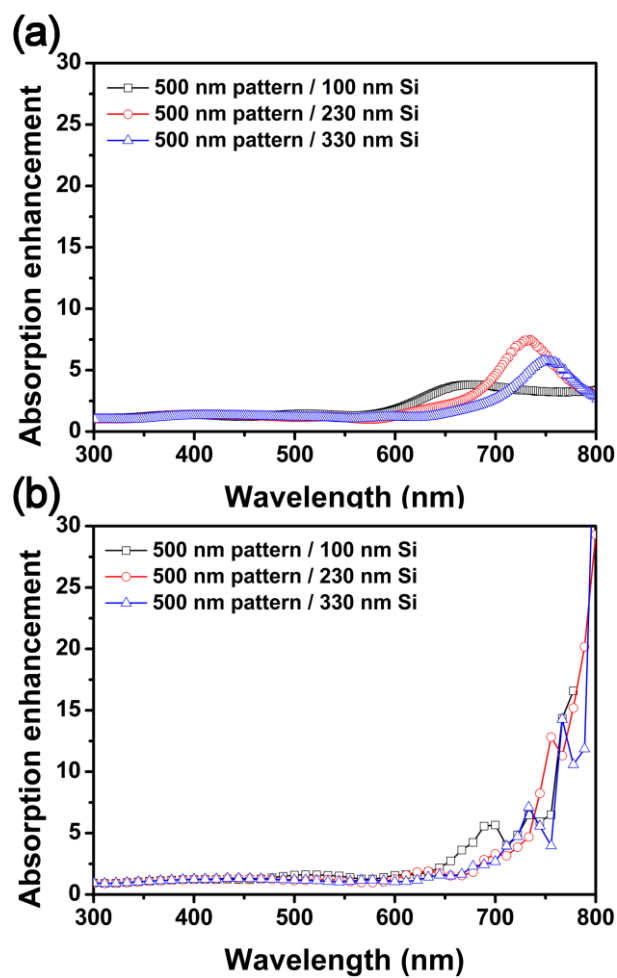 (a)
30
25
20
15
10
5
0
Absorption enhancement
500 nm pattern / 100 nm Si
500 nm pattern / 230 nm Si
500 nm pattern / 330 nm Si
300 400 500 600 700 800
Wavelength (nm)
(b)
30
25
20
15
10
5
0
Absorption enhancement
500 nm pattern / 100 nm Si
500 nm pattern / 230 nm Si
500 nm pattern / 330 nm Si
300 400 500 600 700 800
Wavelength (nm)